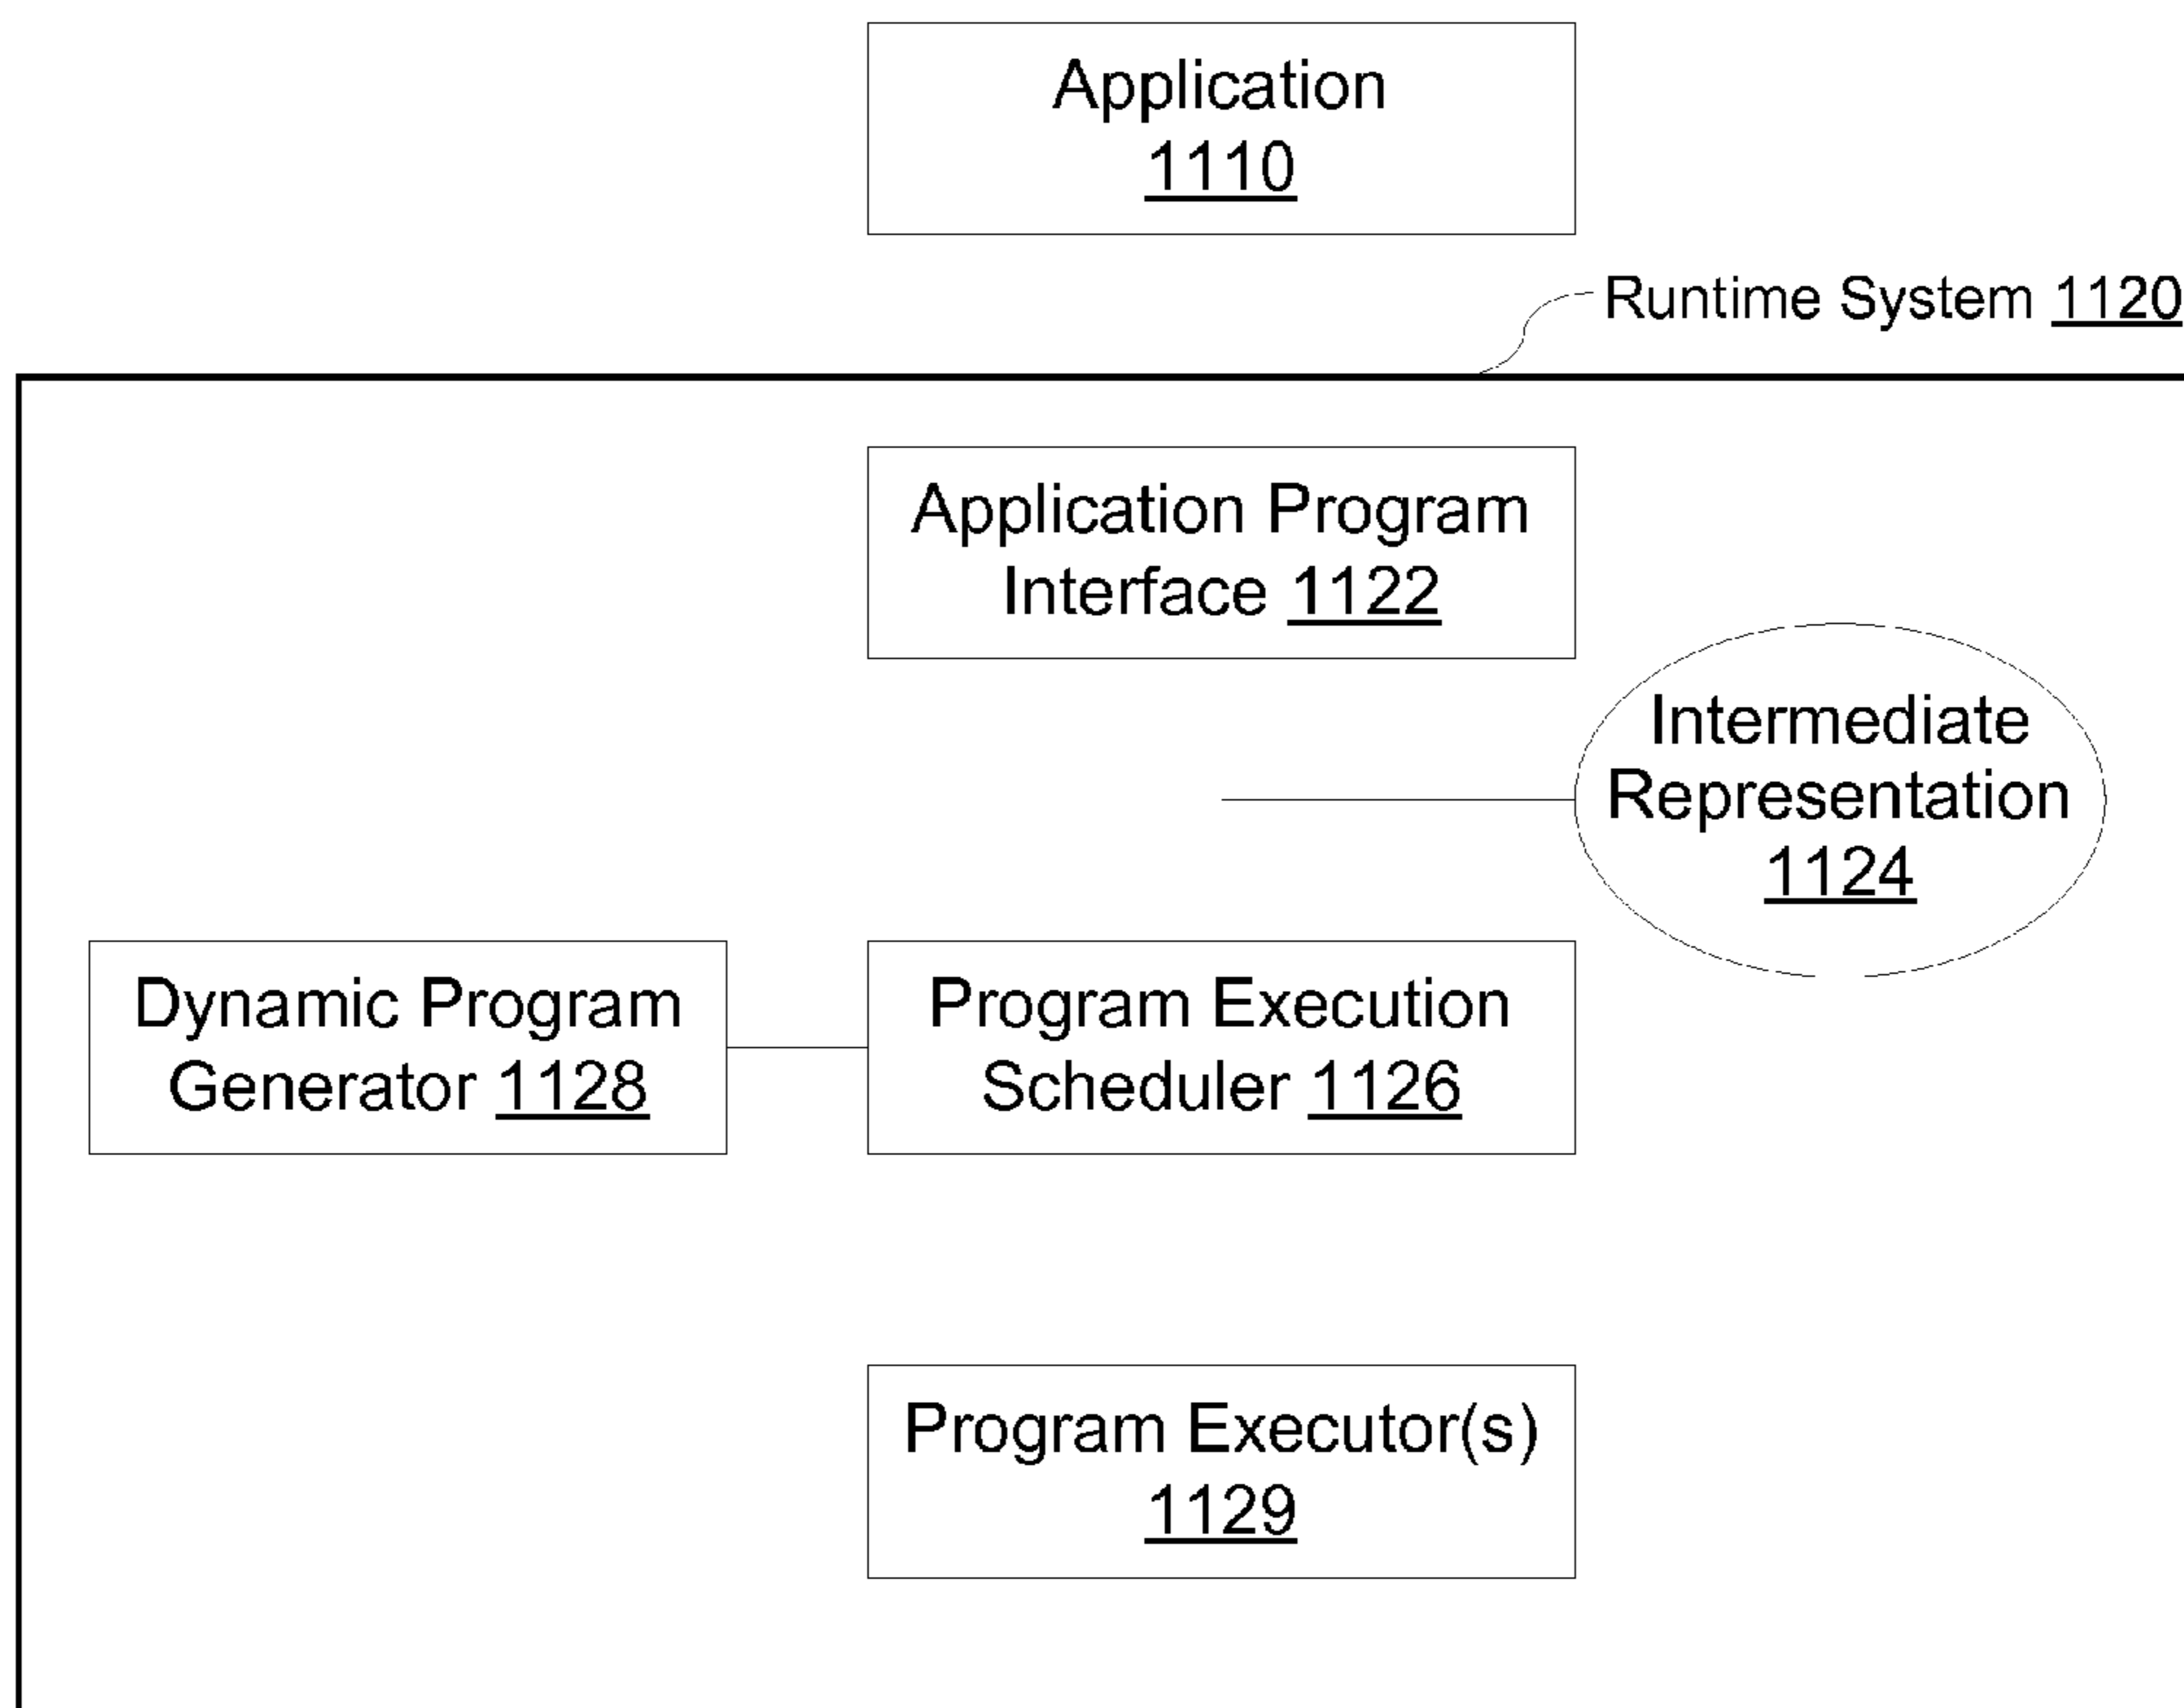 Application
1110
Runtime System 1120
Application Program
Interface 1122
Intermediate
Representation
1124
Dynamic Program
Generator 1128
Program Execution
Scheduler 1126
Program Executor(s)
1129